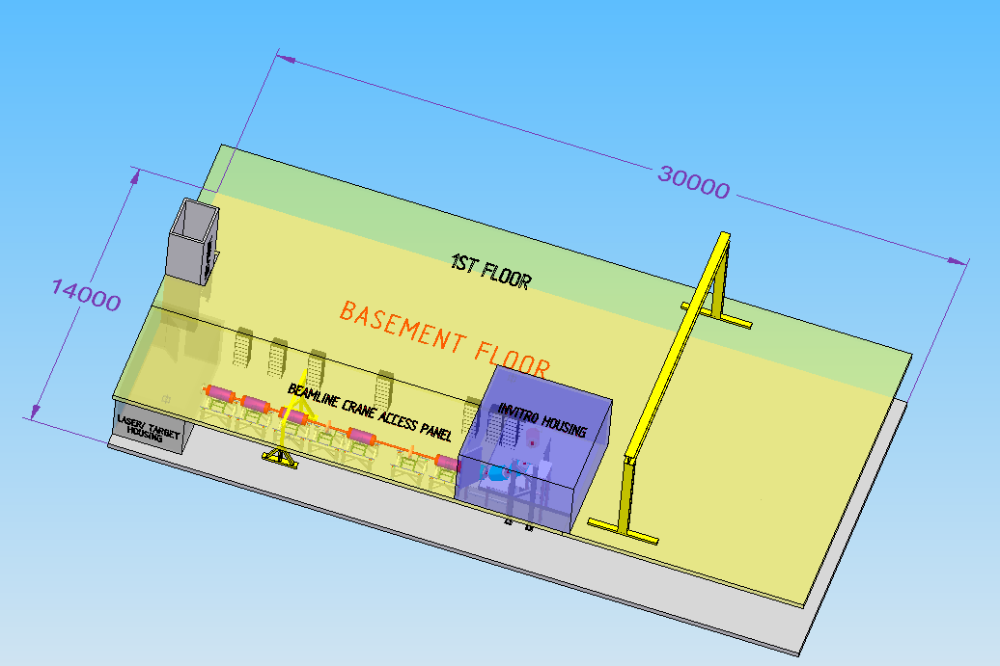 30000
14000
1ST FLOOR
BASEMENT FLOOR
BEAMLINE CRANE ACCESS PANEL
INVITRO HOUSING
LASER/ TARGET
HOUSING